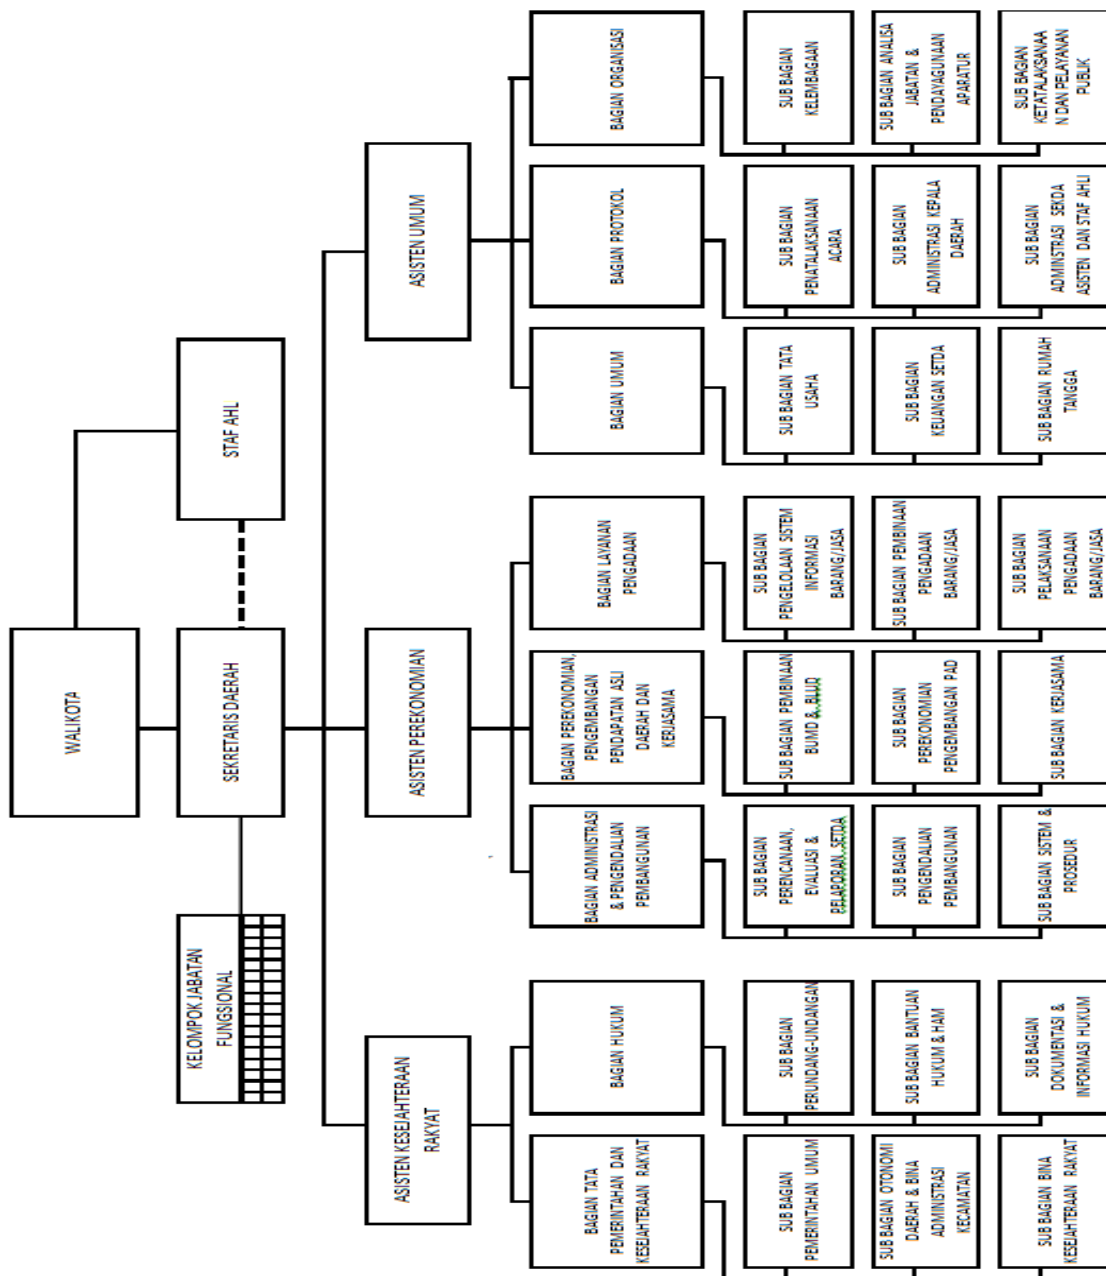 WALIKOTA
KELOMPOK JABATAN
FUNGSIONAL
SEKRETARIS DAERAH
STAF AHL
ASISTEN KESEJAHTERAAN
RAKYAT
ASISTEN PEREKONOMIAN
ASISTEN UMUM
BAGIAN TATA
PEMERINTAHAN DAN
KESEJAHTERAAN RAKYAT
BAGIAN HUKUM
BAGIAN ADMINISTRASI
& PENGENDALIAN
PEMBANGUNAN
BAGIAN PEREKONOMIAN,
PENGEMBANGAN
PENDAPATAN ASLI
DAERAH DAN
KERJASAMA
BAGIAN LAYANAN
PENGADAAN
BAGIAN UMUM
BAGIAN PROTOKOL
BAGIAN ORGANISASI
SUB BAGIAN
PEMERINTAHAN UMUM
SUB BAGIAN
PERUNDANG-UNDANGAN
SUB BAGIAN
PERENCANAAN,
EVALUASI &
PELAPORAN SETDA
SUB BAGIAN PEMBINAAN
BUMD & BLUD
SUB BAGIAN
PENGELOLAAN SISTEM
INFORMASI
BARANG/JASA
SUB BAGIAN TATA
USAHA
SUB BAGIAN
PENATALAKSANAAN
ACARA
SUB BAGIAN
KELEMBAGAAN
SUB BAGIAN OTONOMI
DAERAH & BINA
ADMINISTRASI
KECAMATAN
SUB BAGIAN BANTUAN
HUKUM & HAM
SUB BAGIAN
PENGENDALIAN
PEMBANGUNAN
SUB BAGIAN
PEREKONOMIAN
PENGEMBANGAN PAD
SUB BAGIAN PEMBINAAN
PENGADAAN
BARANG/JASA
SUB BAGIAN
KEUANGAN SETDA
SUB BAGIAN
ADMINISTRASI KEPALA
DAERAH
SUB BAGIAN ANALISA
JABATAN &
PENDAYAGUNAAN
APARATUR
SUB BAGIAN BINA
KESEJAHTERAAN RAKYAT
SUB BAGIAN
DOKUMENTASI &
INFORMASI HUKUM
SUB BAGIAN SISTEM &
PROSEDUR
SUB BAGIAN KERJASAMA
SUB BAGIAN
PELAKSANAAN
PENGADAAN
BARANG/JASA
SUB BAGIAN RUMAH
TANGGA
SUB BAGIAN
ADMINSTRASI SEKDA
ASISTEN DAN STAF AHLI
SUB BAGIAN
KETATALAKSANAA
N DAN PELAYANAN
PUBLIK